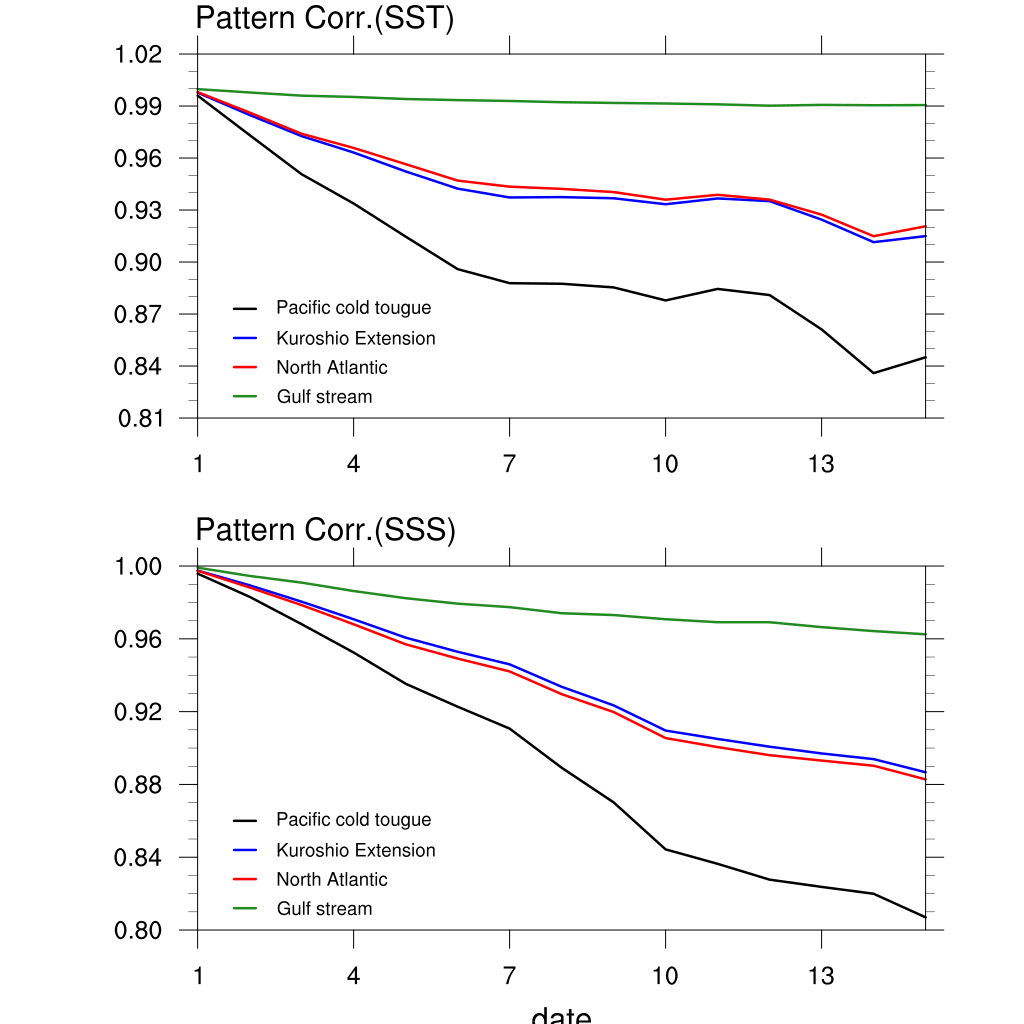 Pattern Corr.(SST)
1.02
0.99
0.96
0.93
0.90
0.87
0.84
0.81
Pacific cold tougue
Kuroshio Extension
North Atlantic
Gulf stream
1 4 7 10 13
Pattern Corr.(SSS)
1.00
0.96
0.92
0.88
0.84
0.80
Pacific cold tougue
Kuroshio Extension
North Atlantic
Gulf stream
1 4 7 10 13
date